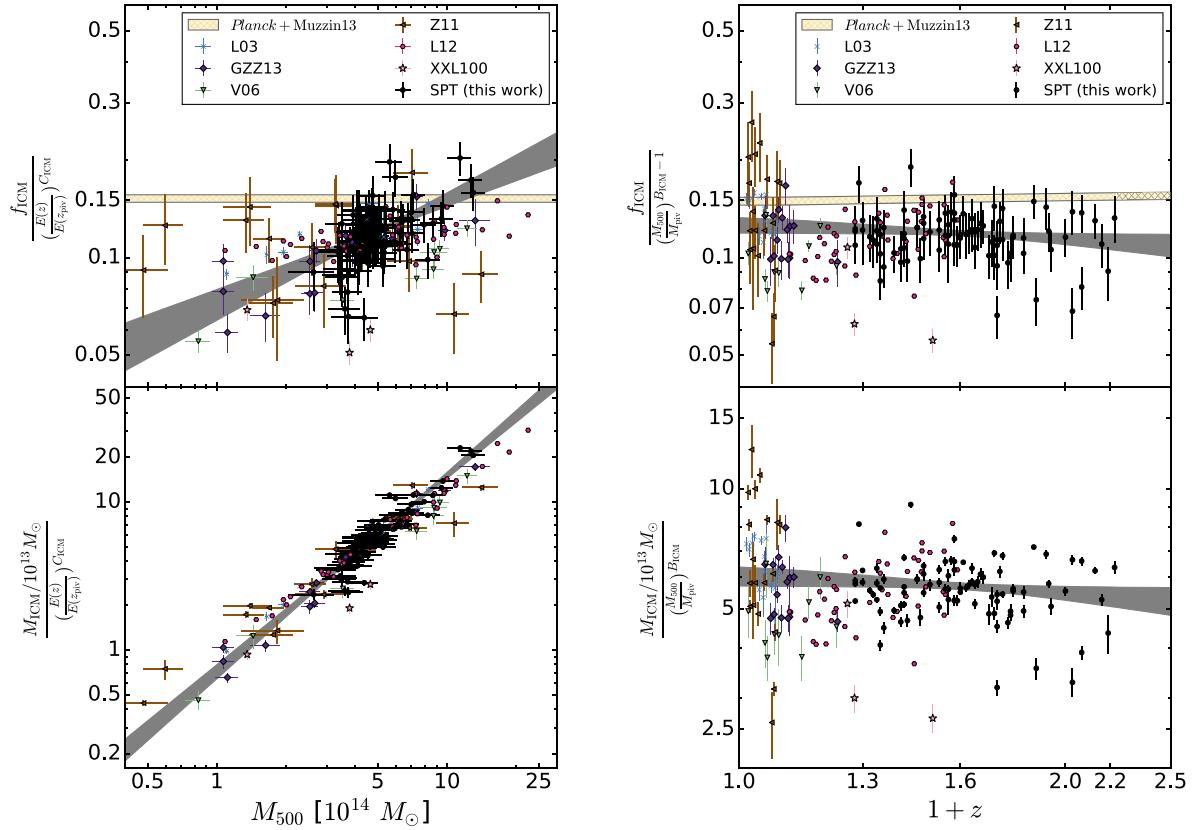 Planck + Muzzin13
L03
GZZ13
V06
Z11
L12
XXL100
SPT (this work)
0.5
0.3
0.15
0.1
0.07
0.05
f_ICM / (E(z)/E(z_piv))^{C_ICM}
Planck + Muzzin13
L03
GZZ13
V06
Z11
L12
XXL100
SPT (this work)
0.5
0.3
0.15
0.1
0.07
0.05
f_ICM / (M_500/M_piv)^{B_ICM − 1}
50
20
10
5
2
1
0.5
0.2
M_ICM/10^{13} M_⊙ / (E(z)/E(z_piv))^{C_ICM}
0.5 1 2 5 10 25
M_500 [10^{14} M_⊙]
15
10
5
2.5
M_ICM/10^{13} M_⊙ / (M_500/M_piv)^{B_ICM}
1.0 1.3 1.6 2.0 2.2 2.5
1 + z